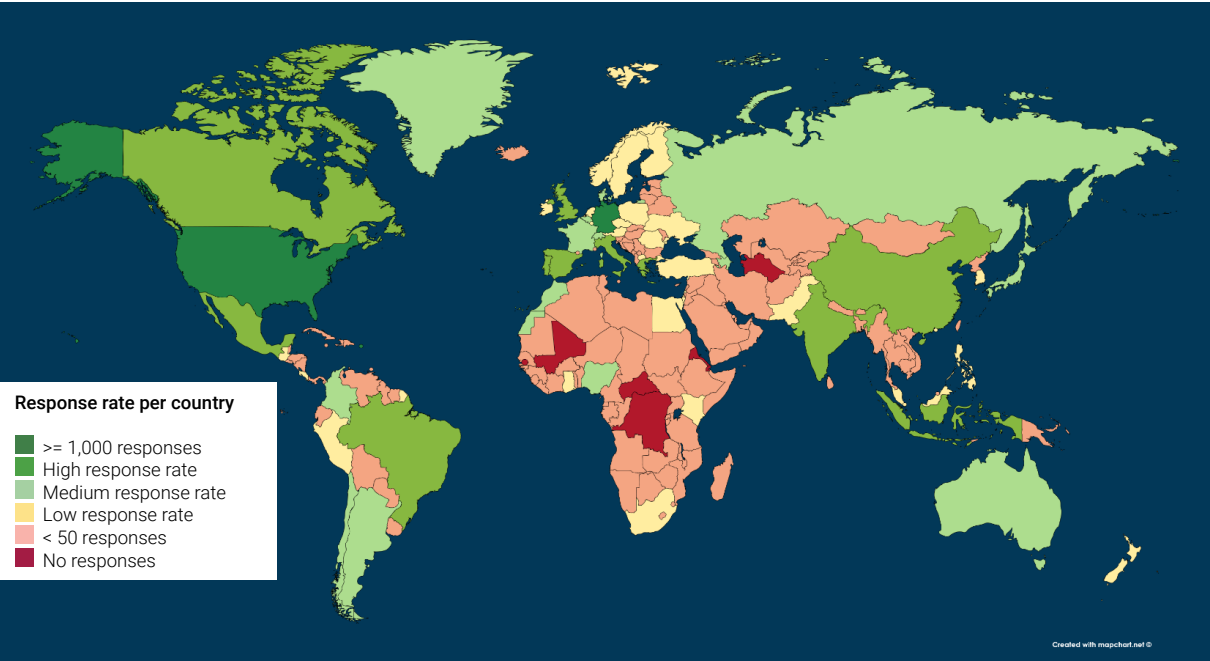 Response rate per country
>= 1,000 responses
High response rate
Medium response rate
Low response rate
< 50 responses
No responses
Created with mapchart.net ©